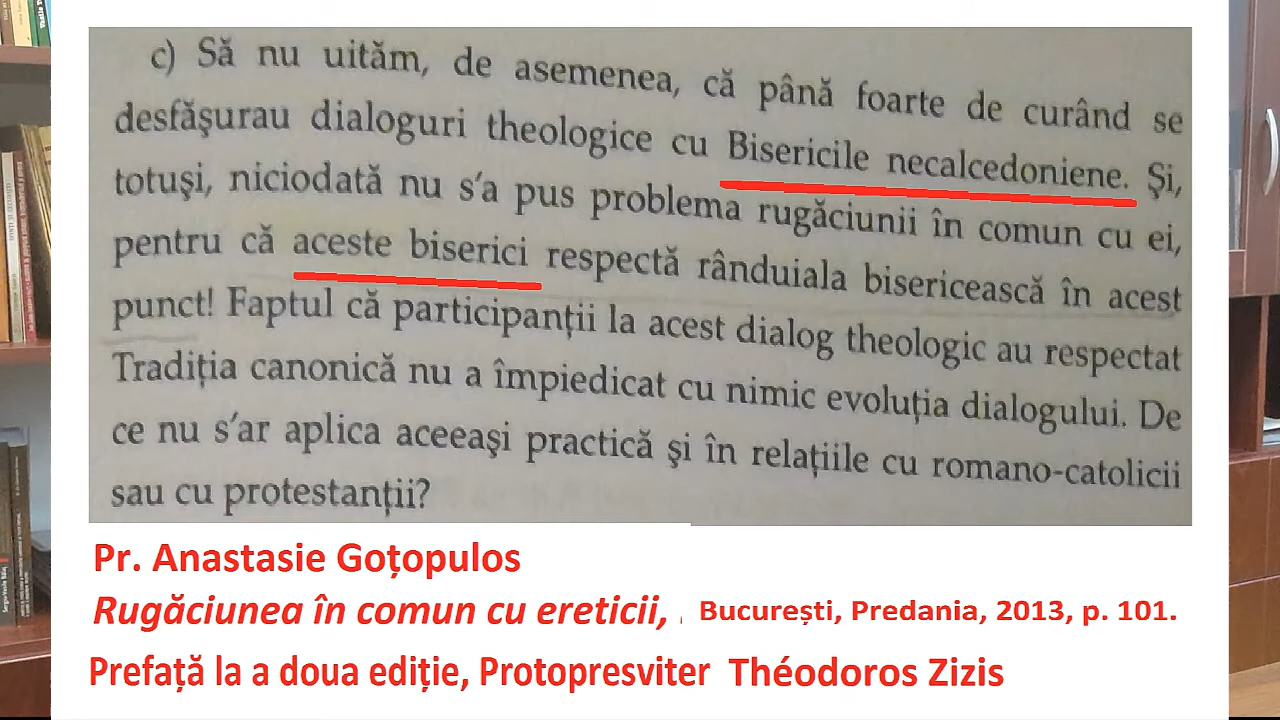 c) Să nu uităm, de asemenea, că până foarte de curând se
desfăşurau dialoguri theologice cu Bisericile necalcedoniene. Şi,
totuşi, niciodată nu s'a pus problema rugăciunii în comun cu ei,
pentru că aceste biserici respectă rânduiala bisericească în acest
punct! Faptul că participanţii la acest dialog theologic au respectat
Tradiţia canonică nu a împiedicat cu nimic evoluţia dialogului. De
ce nu s'ar aplica aceeaşi practică şi în relaţiile cu romano-catolicii
sau cu protestanţii?
Pr. Anastasie Goțopulos
Rugăciunea în comun cu ereticii, București, Predania, 2013, p. 101.
Prefață la a doua ediție, Protopresviter Théodoros Zizis